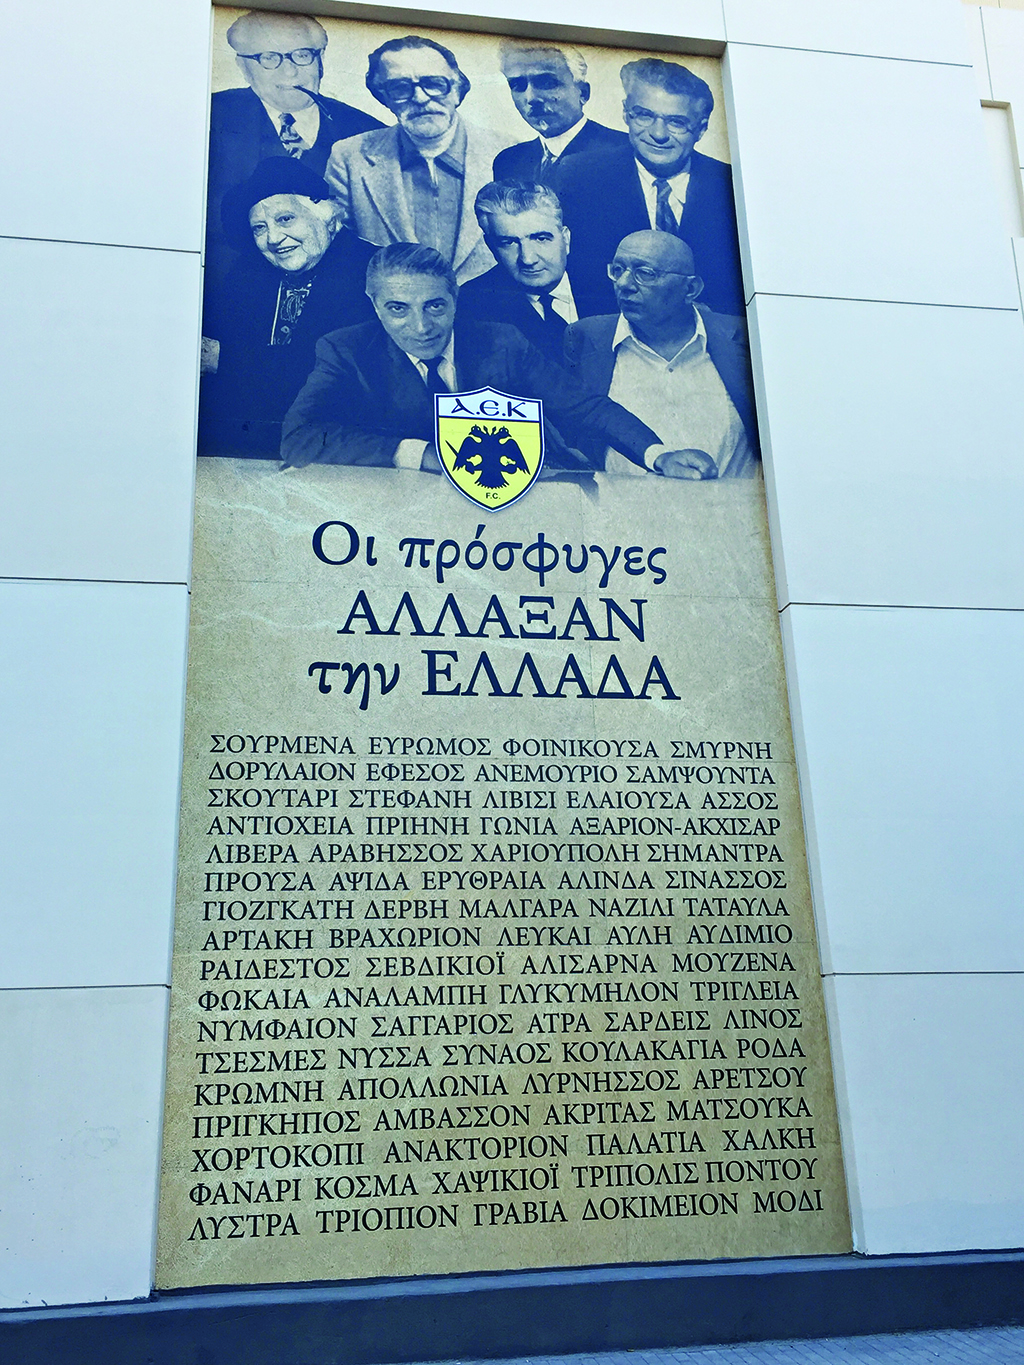 Α.Ε.Κ
F.C.
Οι πρόσφυγες
ΑΛΛΑΞΑΝ
την ΕΛΛΑΔΑ
ΣΟΥΡΜΕΝΑ ΕΥΡΩΜΟΣ ΦΟΙΝΙΚΟΥΣΑ ΣΜΥΡΝΗ
ΔΟΡΥΛΑΙΟΝ ΕΦΕΣΟΣ ΑΝΕΜΟΥΡΙΟ ΣΑΜΨΟΥΝΤΑ
ΣΚΟΥΤΑΡΙ ΣΤΕΦΑΝΗ ΛΙΒΙΣΙ ΕΛΑΙΟΥΣΑ ΑΣΣΟΣ
ΑΝΤΙΟΧΕΙΑ ΠΡΙΗΝΗ ΓΩΝΙΑ ΑΞΑΡΙΟΝ-ΑΚΧΙΣΑΡ
ΛΙΒΕΡΑ ΑΡΑΒΗΣΣΟΣ ΧΑΡΙΟΥΠΟΛΗ ΣΗΜΑΝΤΡΑ
ΠΡΟΥΣΑ ΑΨΙΔΑ ΕΡΥΘΡΑΙΑ ΑΛΙΝΔΑ ΣΙΝΑΣΣΟΣ
ΓΙΟΖΓΚΑΤΗ ΔΕΡΒΗ ΜΑΛΓΑΡΑ ΝΑΖΙΛΙ ΤΑΤΑΥΛΑ
ΑΡΤΑΚΗ ΒΡΑΧΩΡΙΟΝ ΛΕΥΚΑΙ ΑΥΛΗ ΑΥΔΙΜΙΟ
ΡΑΙΔΕΣΤΟΣ ΣΕΒΔΙΚΙΟΪ ΑΛΙΣΑΡΝΑ ΜΟΥΖΕΝΑ
ΦΩΚΑΙΑ ΑΝΑΛΑΜΠΗ ΓΛΥΚΥΜΗΛΟΝ ΤΡΙΓΛΕΙΑ
ΝΥΜΦΑΙΟΝ ΣΑΓΓΑΡΙΟΣ ΑΤΡΑ ΣΑΡΔΕΙΣ ΛΙΝΟΣ
ΤΣΕΣΜΕΣ ΝΥΣΣΑ ΣΥΝΑΟΣ ΚΟΥΛΑΚΑΓΙΑ ΡΟΔΑ
ΚΡΩΜΝΗ ΑΠΟΛΛΩΝΙΑ ΛΥΡΝΗΣΣΟΣ ΑΡΕΤΣΟΥ
ΠΡΙΓΚΗΠΟΣ ΑΜΒΑΣΣΟΝ ΑΚΡΙΤΑΣ ΜΑΤΣΟΥΚΑ
ΧΟΡΤΟΚΟΠΙ ΑΝΑΚΤΟΡΙΟΝ ΠΑΛΑΤΙΑ ΧΑΛΚΗ
ΦΑΝΑΡΙ ΚΟΣΜΑ ΧΑΨΙΚΙΟΪ ΤΡΙΠΟΛΙΣ ΠΟΝΤΟΥ
ΛΥΣΤΡΑ ΤΡΙΟΠΙΟΝ ΓΡΑΒΙΑ ΔΟΚΙΜΕΙΟΝ ΜΟΔΙ